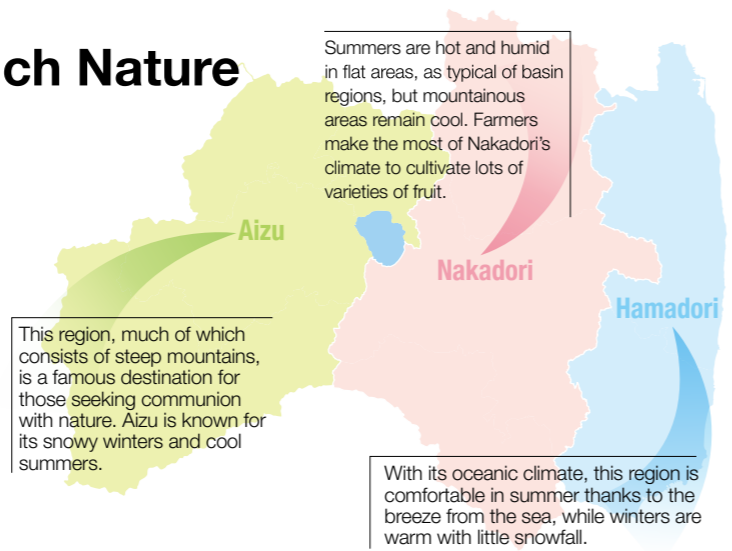 ch Nature
Summers are hot and humid
in flat areas, as typical of basin
regions, but mountainous
areas remain cool. Farmers
make the most of Nakadori’s
climate to cultivate lots of
varieties of fruit.
Aizu
Nakadori
Hamadori
This region, much of which
consists of steep mountains,
is a famous destination for
those seeking communion
with nature. Aizu is known for
its snowy winters and cool
summers.
With its oceanic climate, this region is
comfortable in summer thanks to the
breeze from the sea, while winters are
warm with little snowfall.